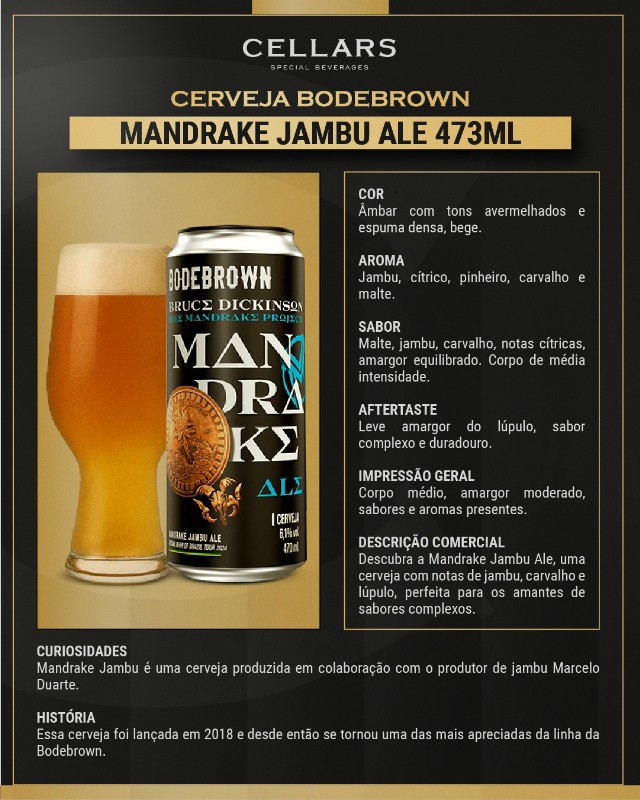 CELLARS
SPECIAL BEVERAGES
CERVEJA BODEBROWN
MANDRAKE JAMBU ALE 473ML
BODEBROWN
BRUCE DICKINSON
THE MANDRAKE PROJECT
MAN
DRA
KE
ALE
1 CERVEJA
6,1% vol
473ml
MANDRAKE JAMBU ALE
COR
Âmbar com tons avermelhados e
espuma densa, bege.
AROMA
Jambu, cítrico, pinheiro, carvalho e
malte.
SABOR
Malte, jambu, carvalho, notas cítricas,
amargor equilibrado. Corpo de média
intensidade.
AFTERTASTE
Leve amargor do lúpulo, sabor
complexo e duradouro.
IMPRESSÃO GERAL
Corpo médio, amargor moderado,
sabores e aromas presentes.
DESCRIÇÃO COMERCIAL
Descubra a Mandrake Jambu Ale, uma
cerveja com notas de jambu, carvalho e
lúpulo, perfeita para os amantes de
sabores complexos.
CURIOSIDADES
Mandrake Jambu é uma cerveja produzida em colaboração com o produtor de jambu Marcelo
Duarte.
HISTÓRIA
Essa cerveja foi lançada em 2018 e desde então se tornou uma das mais apreciadas da linha da
Bodebrown.